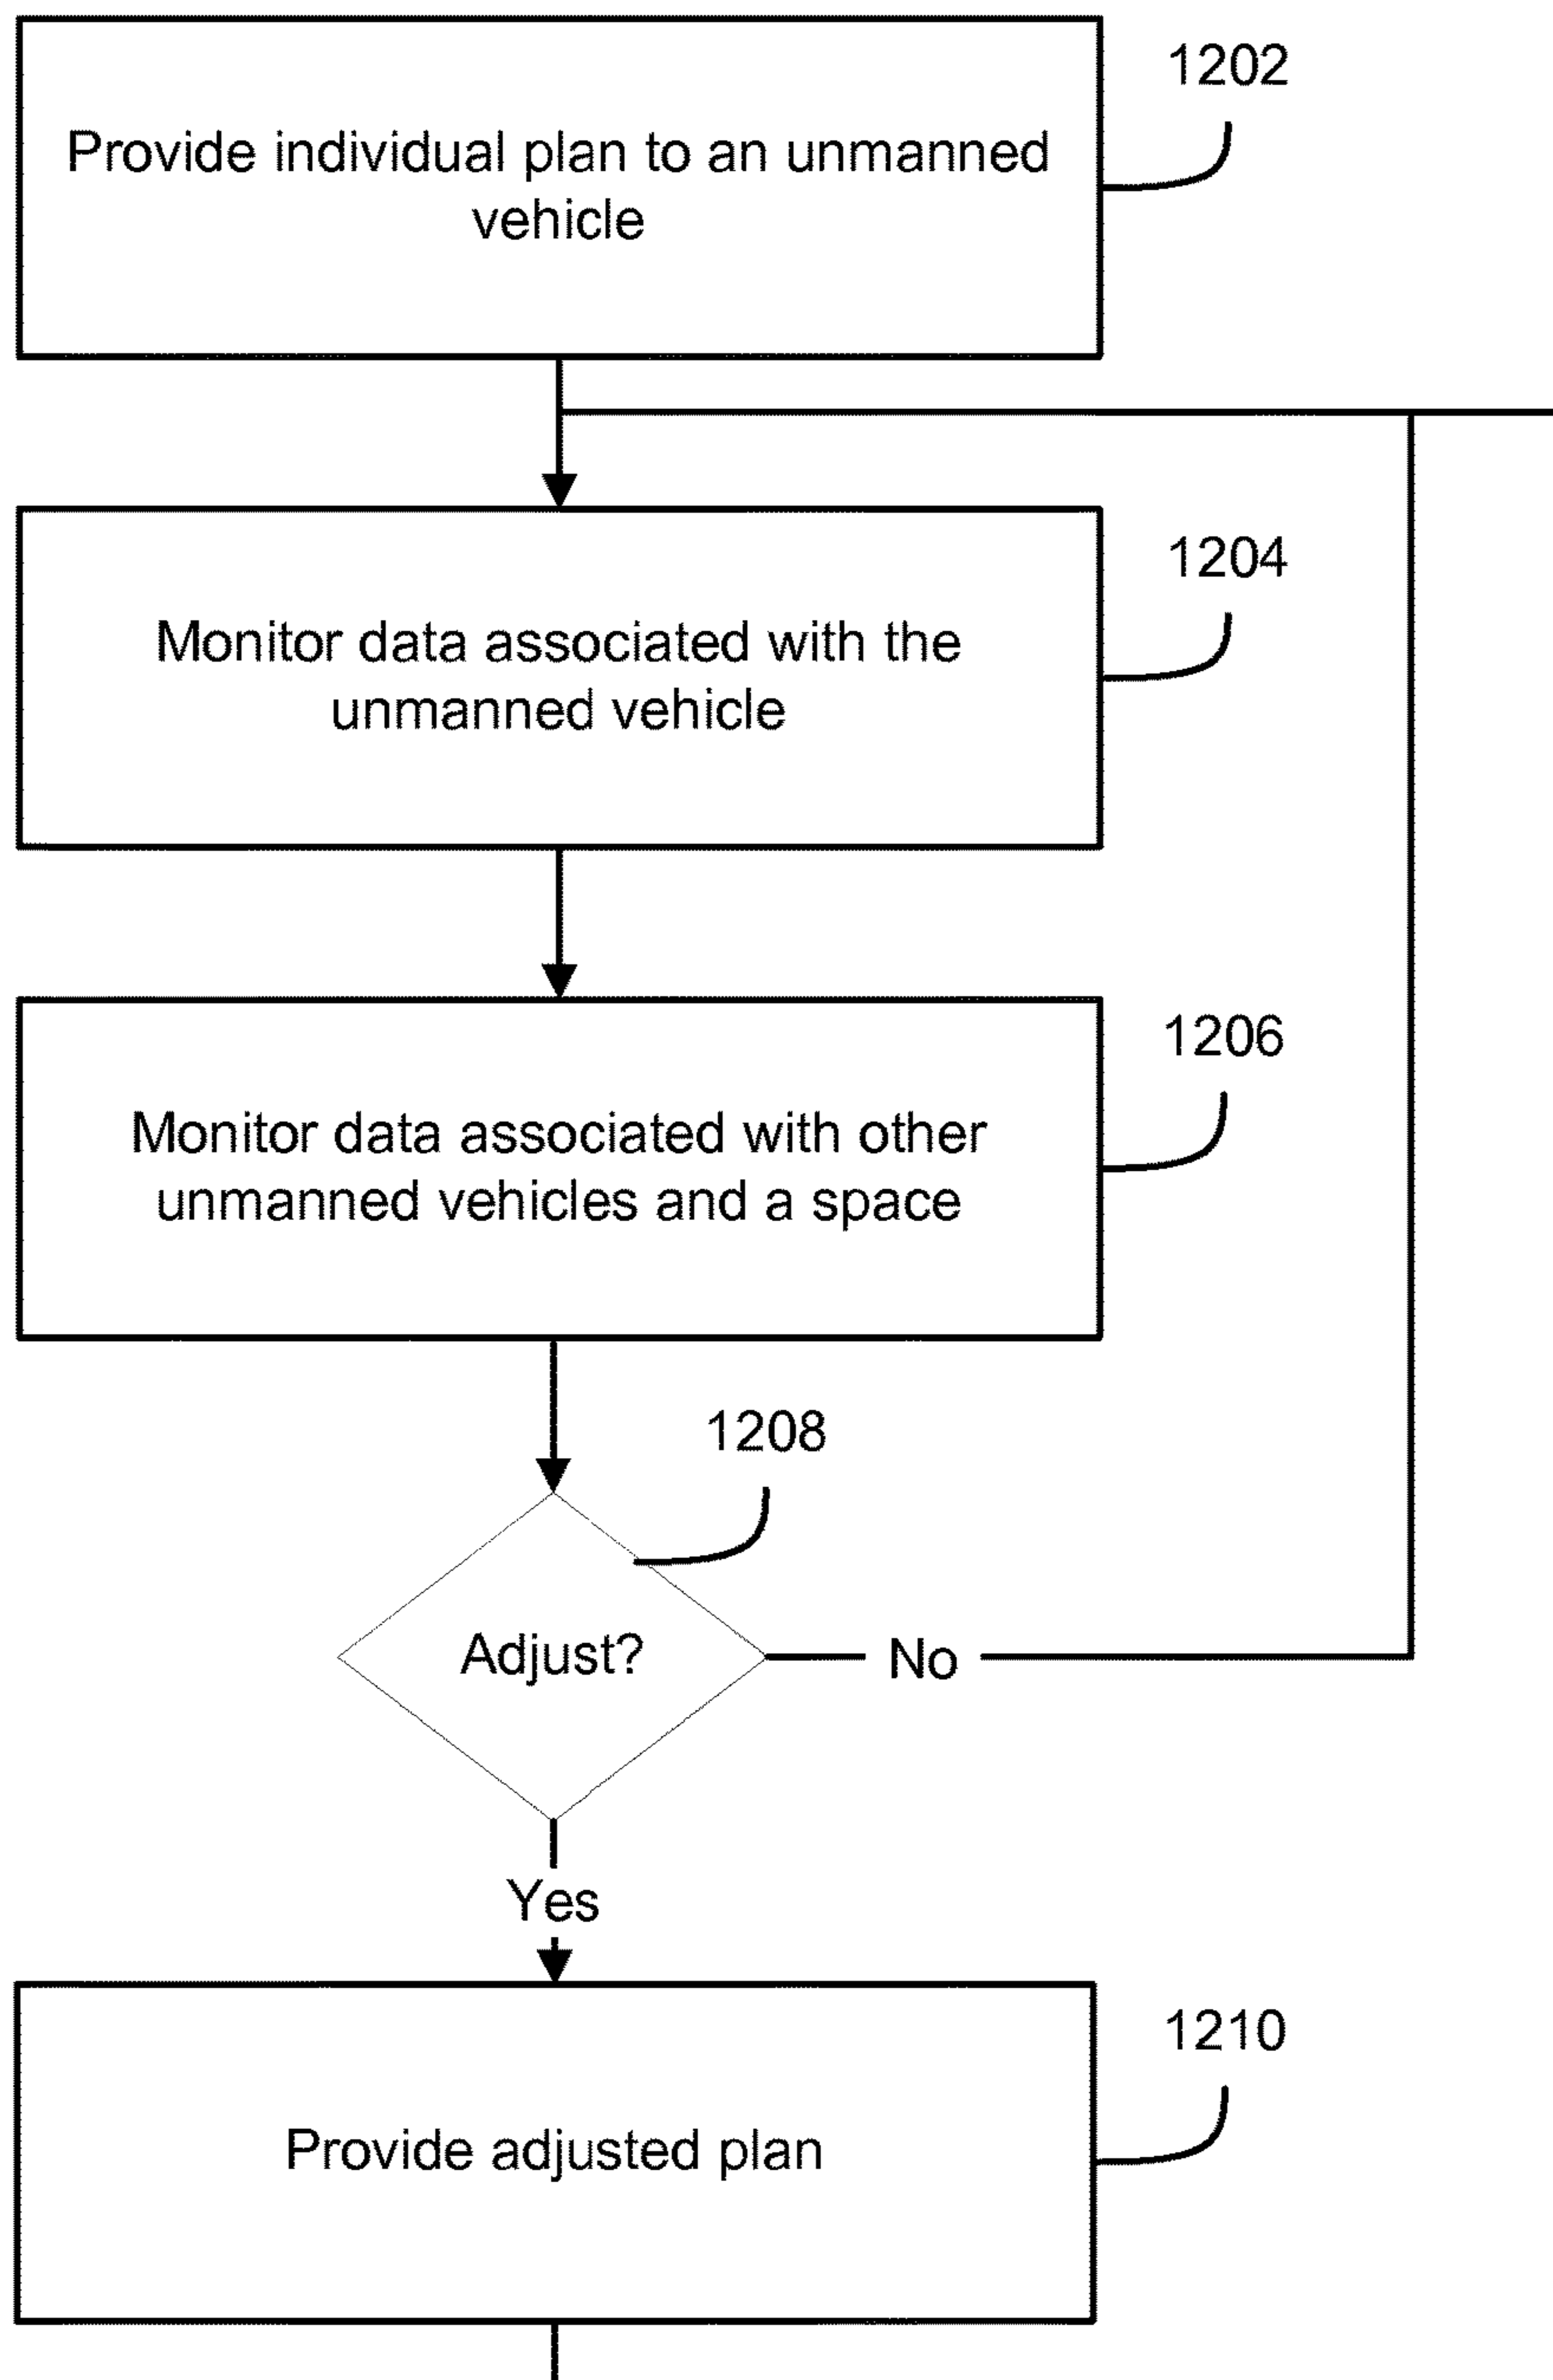 1202
Provide individual plan to an unmanned
vehicle
1204
Monitor data associated with the
unmanned vehicle
1206
Monitor data associated with other
unmanned vehicles and a space
1208
Adjust?
No
Yes
1210
Provide adjusted plan